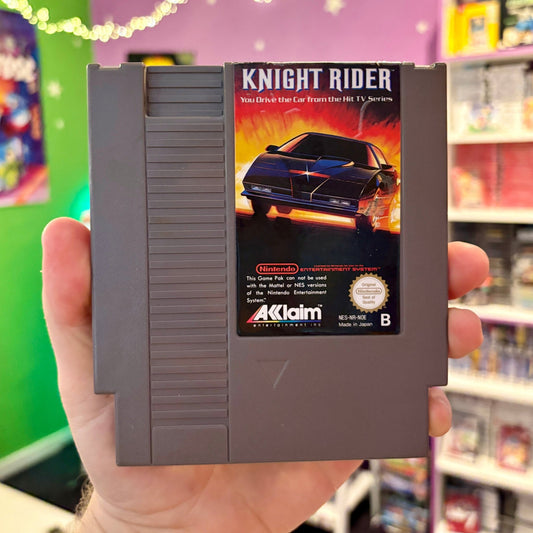 KNIGHT RIDER
You Drive the Car from the Hit TV Series
Nintendo ENTERTAINMENT SYSTEM™
This Game Pak can not be used
with the Mattel or NES versions
of the Nintendo Entertainment
System.
Original
Nintendo
Seal of
Quality
AKKlaim™
entertainment inc
NES-NR-NOE
Made in Japan
B